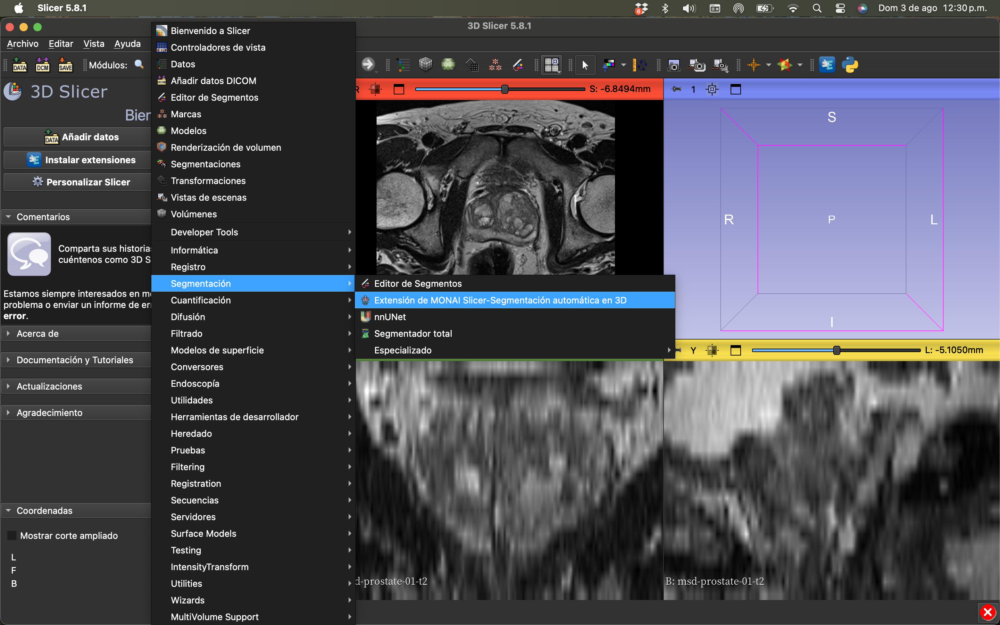 Slicer 5.8.1
6
Dom 3 de ago 12:30 p.m.
3D Slicer 5.8.1
Archivo Editar Vista Ayuda
DATA DCM SAVE Módulos:
3D Slicer
Añadir datos
Instalar extensiones
Personalizar Slicer
Comentarios
Comparta sus historia
cuéntenos como 3D S
Estamos siempre interesados en
problema o enviar un informe de
error.
Acerca de
Documentación y Tutoriales
Actualizaciones
Agradecimiento
Coordenadas
Mostrar corte ampliado
L
F
B
Bienvenido a Slicer
Controladores de vista
Datos
Añadir datos DICOM
Editor de Segmentos
Marcas
Modelos
Renderización de volumen
Segmentaciones
Transformaciones
Vistas de escenas
Volúmenes
Developer Tools
Informática
Registro
Segmentación
Cuantificación
Difusión
Filtrado
Modelos de superficie
Conversores
Endoscopía
Utilidades
Herramientas de desarrollador
Heredado
Pruebas
Filtering
Registration
Secuencias
Servidores
Surface Models
Testing
IntensityTransform
Utilities
Wizards
MultiVolume Support
Editor de Segmentos
Extensión de MONAI Slicer-Segmentación automática en 3D
nnUNet
Segmentador total
Especializado
R S: -6.8494mm
1
S
R P L
I
Y L: -5.1050mm
d-prostate-01-t2
B: msd-prostate-01-t2